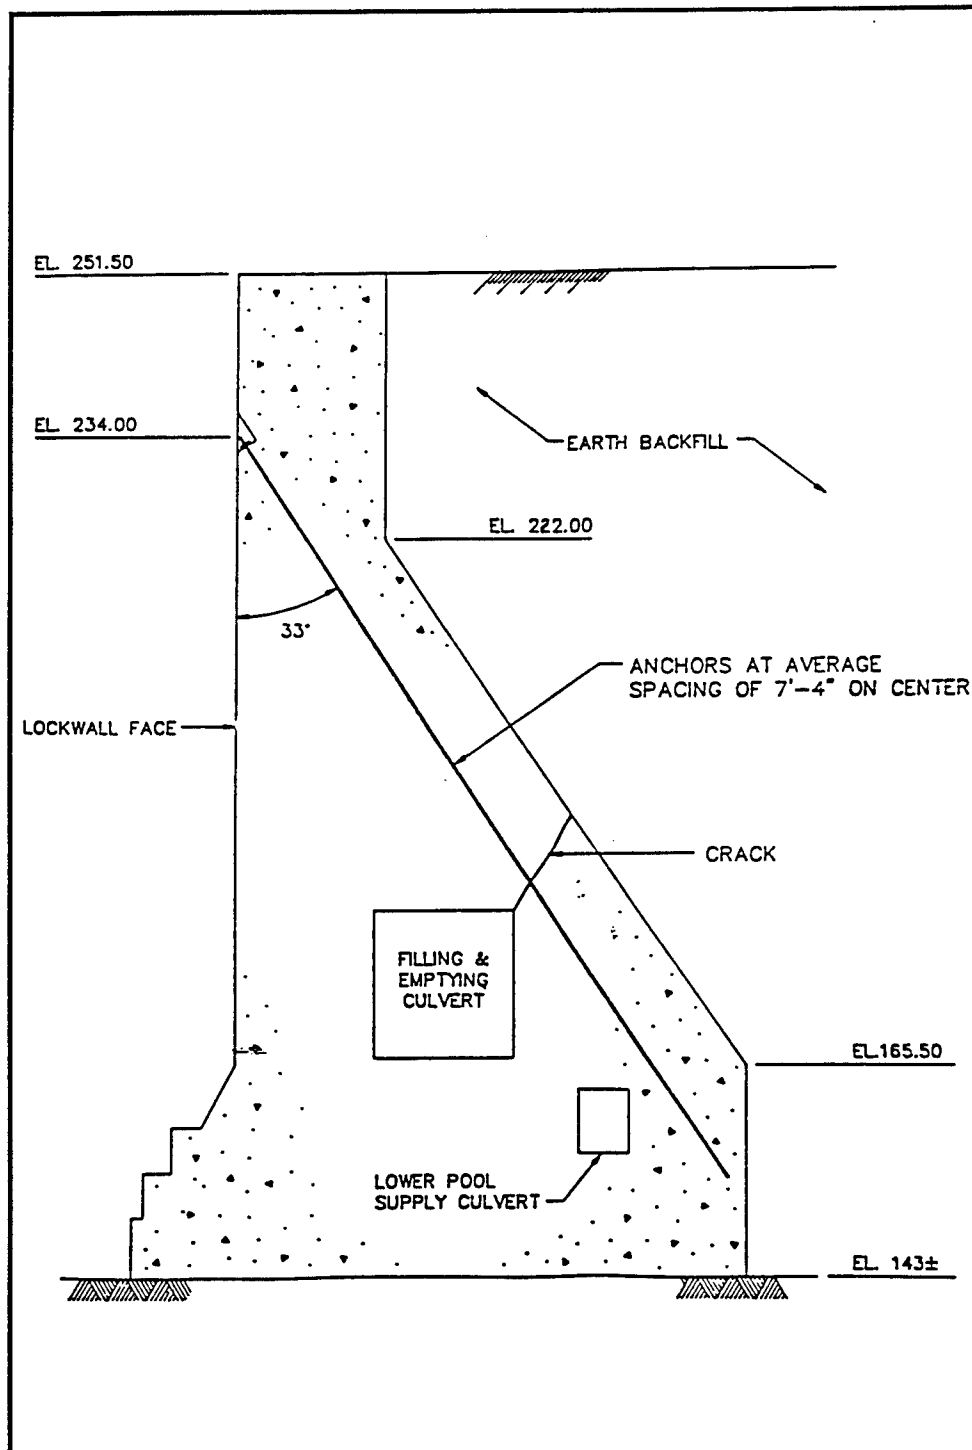 EL. 251.50
EL. 234.00
EARTH BACKFILL
EL. 222.00
33°
ANCHORS AT AVERAGE
SPACING OF 7'-4" ON CENTER
LOCKWALL FACE
CRACK
FILLING &
EMPTYING
CULVERT
EL.165.50
LOWER POOL
SUPPLY CULVERT
EL. 143±